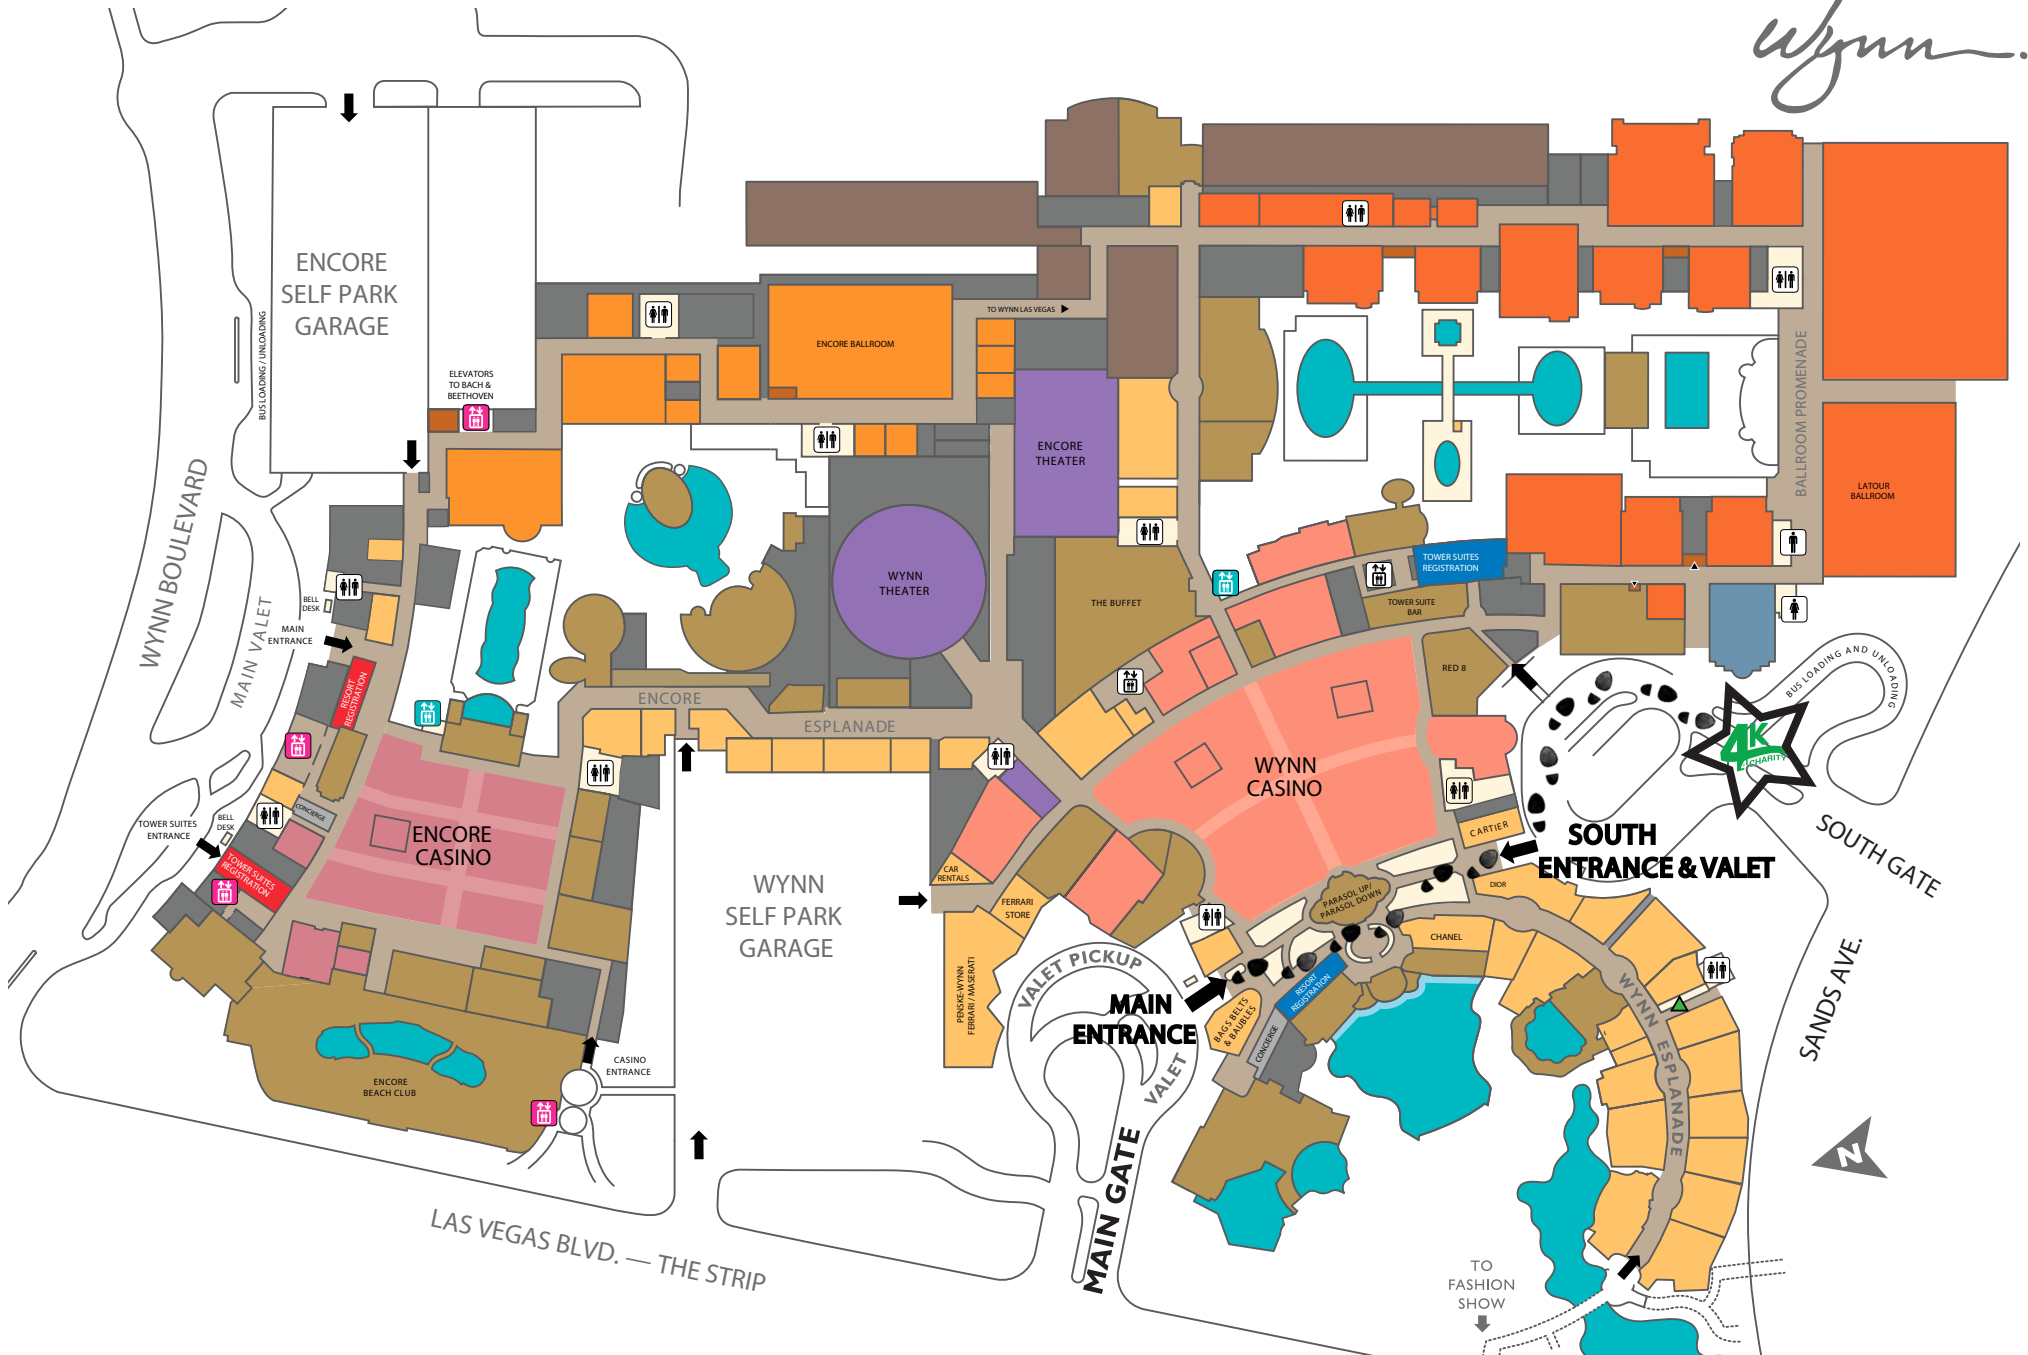 Wynn.
ENCORE
SELF PARK
GARAGE
BUS LOADING / UNLOADING
ELEVATORS
TO BACH &
BEETHOVEN
ENCORE BALLROOM
TO WYNN LAS VEGAS
ENCORE
THEATER
WYNN
THEATER
THE BUFFET
BALLROOM PROMENADE
LATOUR
BALLROOM
TOWER SUITES
REGISTRATION
TOWER SUITE
BAR
RED 8
WYNN BOULEVARD
MAIN VALET
BELL
DESK
MAIN
ENTRANCE
RESORT
REGISTRATION
ENCORE
ESPLANADE
BUS LOADING AND UNLOADING
4K
4CHARITY
SOUTH GATE
SANDS AVE.
WYNN
CASINO
CARTIER
SOUTH
ENTRANCE & VALET
DIOR
CHANEL
PARASOL UP/
PARASOL DOWN
ENCORE
CASINO
CONCIERGE
BELL
DESK
TOWER SUITES
ENTRANCE
TOWER SUITES
REGISTRATION
WYNN
SELF PARK
GARAGE
CAR
RENTALS
FERRARI
STORE
PENSKE-WYNN
FERRARI / MASERATI
VALET PICKUP
VALET
MAIN
ENTRANCE
BAGS BELTS
& BAUBLES
RESORT
REGISTRATION
CONCIERGE
WYNN ESPLANADE
ENCORE
BEACH CLUB
CASINO
ENTRANCE
MAIN GATE
LAS VEGAS BLVD. — THE STRIP
TO
FASHION
SHOW
N